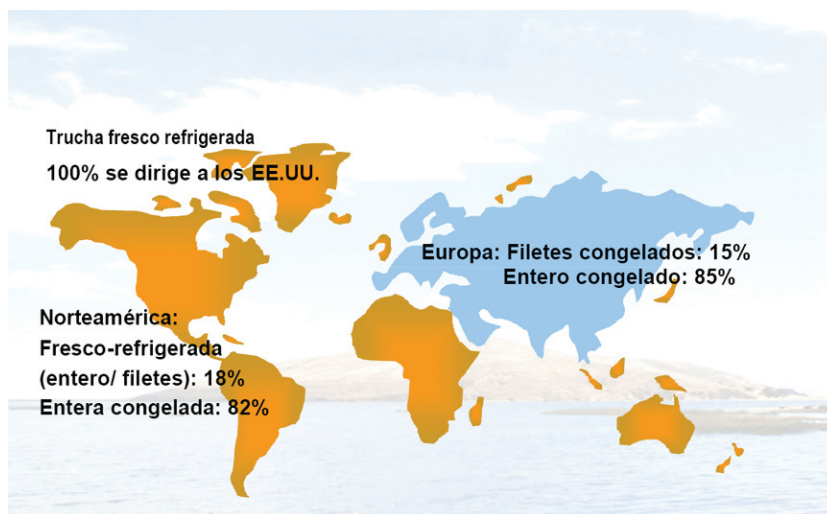 Trucha fresco refrigerada
100% se dirige a los EE.UU.
Europa: Filetes congelados: 15%
Entero congelado: 85%
Norteamérica:
Fresco-refrigerada
(entero/ filetes): 18%
Entera congelada: 82%